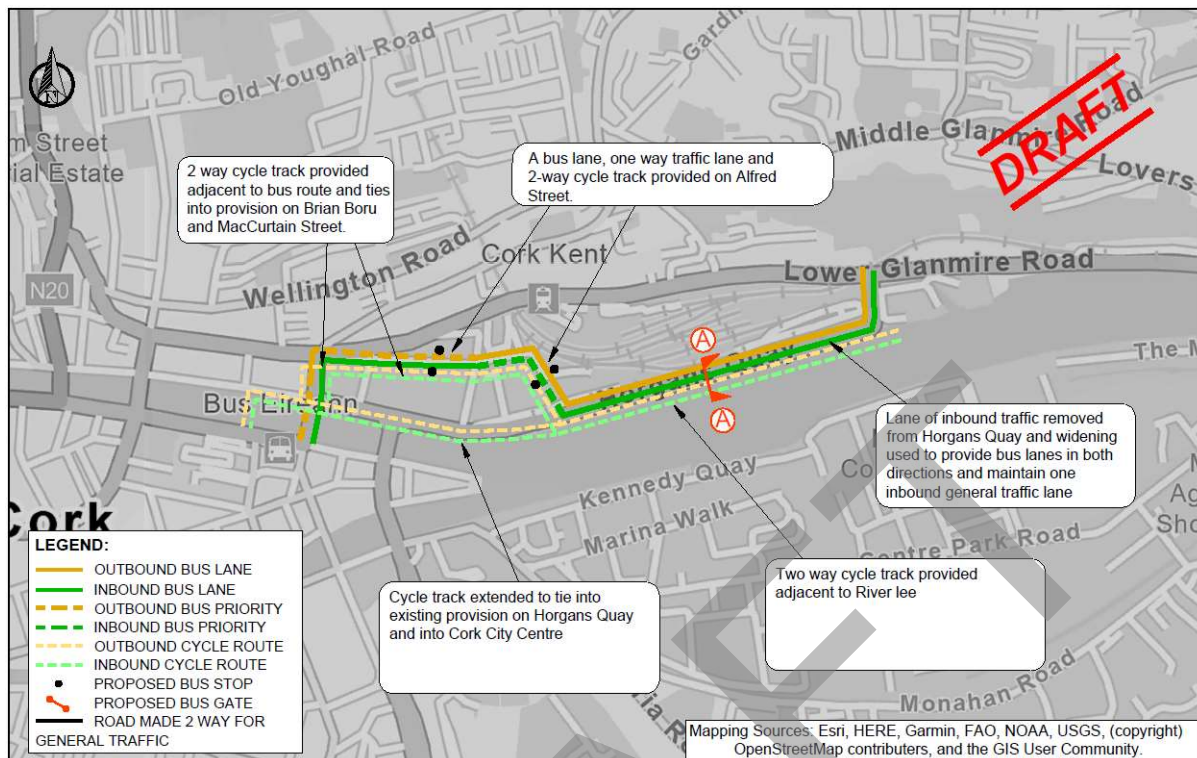 Old Youghal Road
Middle Glanmire Road
DRAFT
Lovers
m Street
rial Estate
N
2 way cycle track provided
adjacent to bus route and ties
into provision on Brian Boru
and MacCurtain Street.
A bus lane, one way traffic lane and
2-way cycle track provided on Alfred
Street.
Wellington Road
Cork Kent
Lower Glanmire Road
N20
A
Quay
A
The M
Bus Eireann
Lane of inbound traffic removed
from Horgans Quay and widening
used to provide bus lanes in both
directions and maintain one
inbound general traffic lane
Kennedy Quay
Marina Walk
Centre Park Road
Cork
LEGEND:
OUTBOUND BUS LANE
INBOUND BUS LANE
OUTBOUND BUS PRIORITY
INBOUND BUS PRIORITY
OUTBOUND CYCLE ROUTE
INBOUND CYCLE ROUTE
PROPOSED BUS STOP
PROPOSED BUS GATE
ROAD MADE 2 WAY FOR
GENERAL TRAFFIC
Cycle track extended to tie into
existing provision on Horgans Quay
and into Cork City Centre
Two way cycle track provided
adjacent to River lee
Monahan Road
Mapping Sources: Esri, HERE, Garmin, FAO, NOAA, USGS, (copyright)
OpenStreetMap contributers, and the GIS User Community.